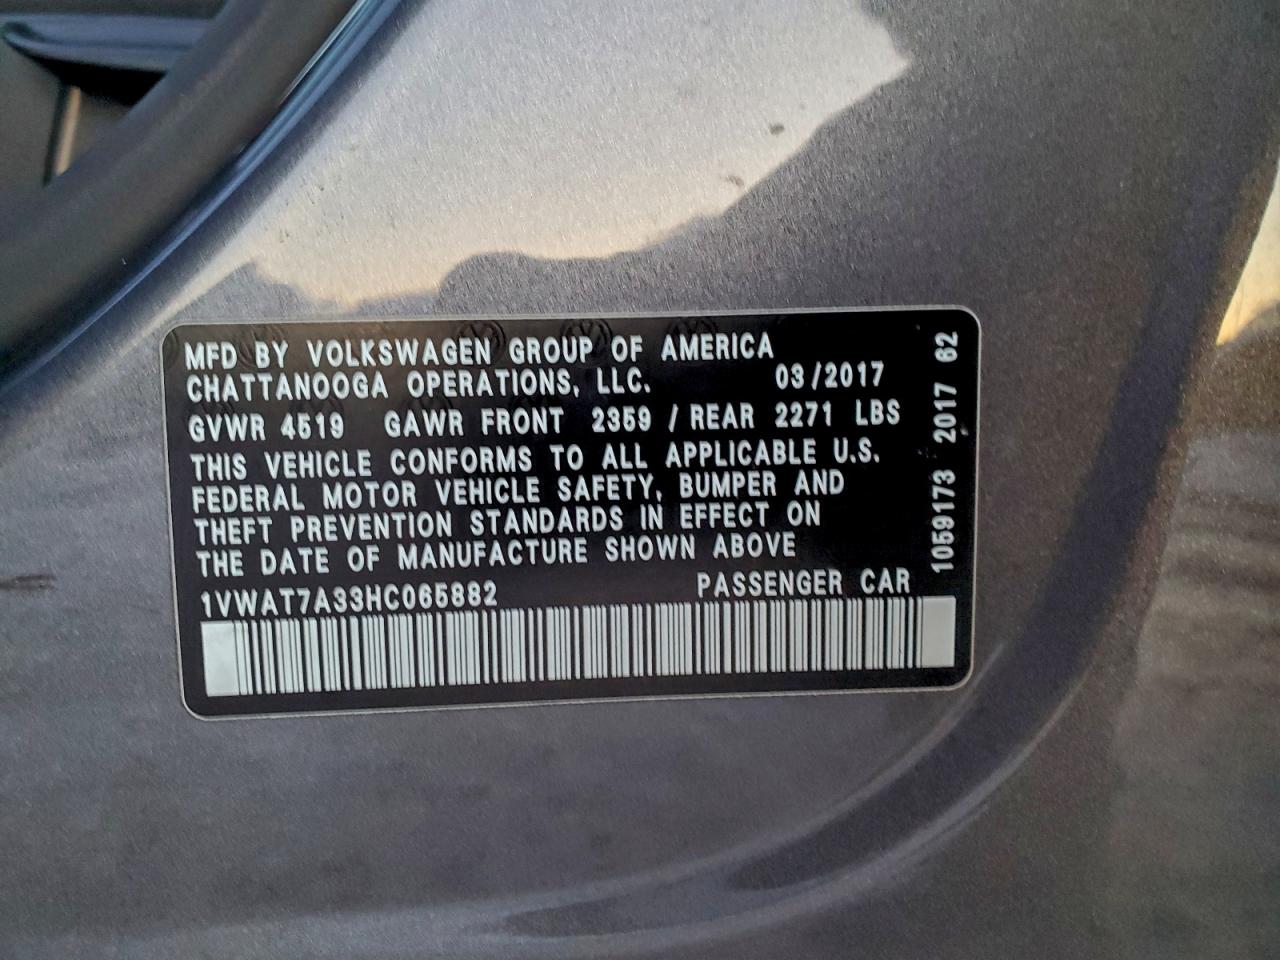 MFD BY VOLKSWAGEN GROUP OF AMERICA
CHATTANOOGA OPERATIONS, LLC. 03/2017
GVWR 4519 GAWR FRONT 2359 / REAR 2271 LBS
THIS VEHICLE CONFORMS TO ALL APPLICABLE U.S.
FEDERAL MOTOR VEHICLE SAFETY, BUMPER AND
THEFT PREVENTION STANDARDS IN EFFECT ON
THE DATE OF MANUFACTURE SHOWN ABOVE
1VWAT7A33HC065882 PASSENGER CAR
1059173 2017 62